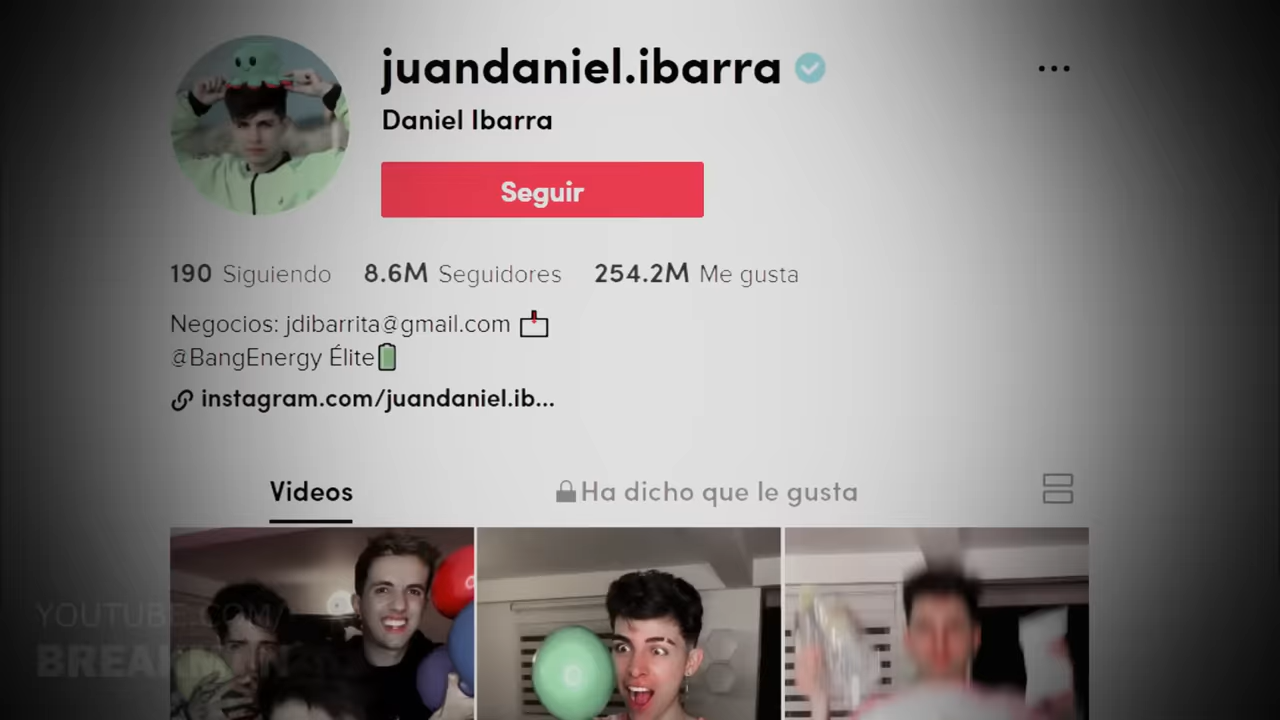 juandaniel.ibarra
Daniel Ibarra
Seguir
190 Siguiendo 8.6M Seguidores 254.2M Me gusta
Negocios: jdibarrita@gmail.com
@BangEnergy Élite
instagram.com/juandaniel.ib...
Videos Ha dicho que le gusta
YOUTUBE.COM/